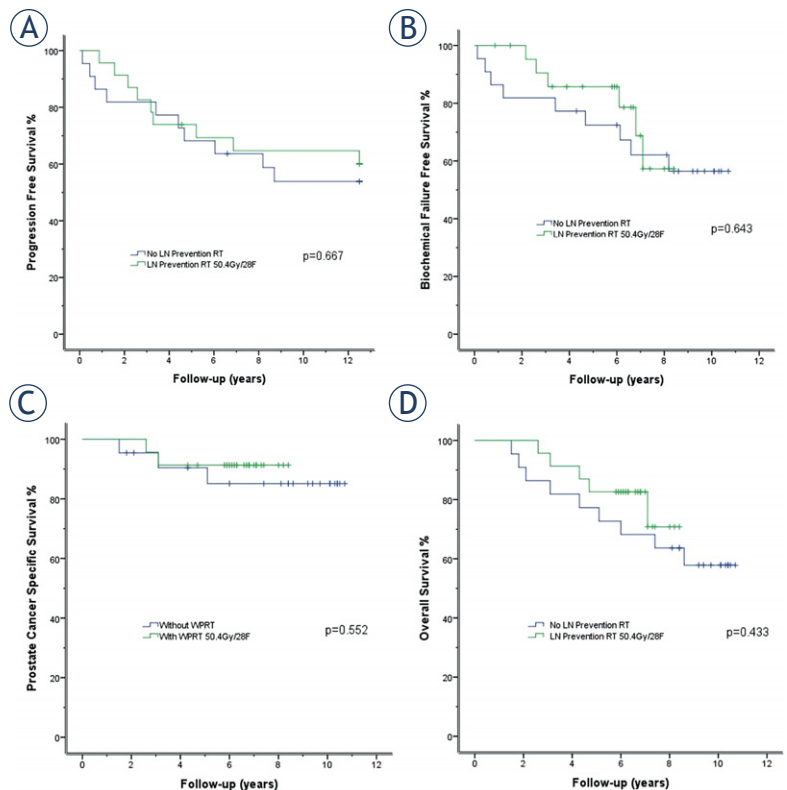 A
Progression Free Survival %
100
80
60
40
20
0
No LN Prevention RT
LN Prevention RT 50.4Gy/28F
p=0.667
0 2 4 6 8 10 12
Follow-up (years)
B
Biochemical Failure Free Survival %
100
80
60
40
20
0
No LN Prevention RT
LN Prevention RT 50.4Gy/28F
p=0.643
0 2 4 6 8 10 12
Follow-up (years)
C
Prostate Cancer Specific Survival %
100
80
60
40
20
0
Without WPRT
With WPRT 50.4Gy/28F
p=0.552
0 2 4 6 8 10 12
Follow-up (years)
D
Overall Survival %
100
80
60
40
20
0
No LN Prevention RT
LN Prevention RT 50.4Gy/28F
p=0.433
0 2 4 6 8 10 12
Follow-up (years)